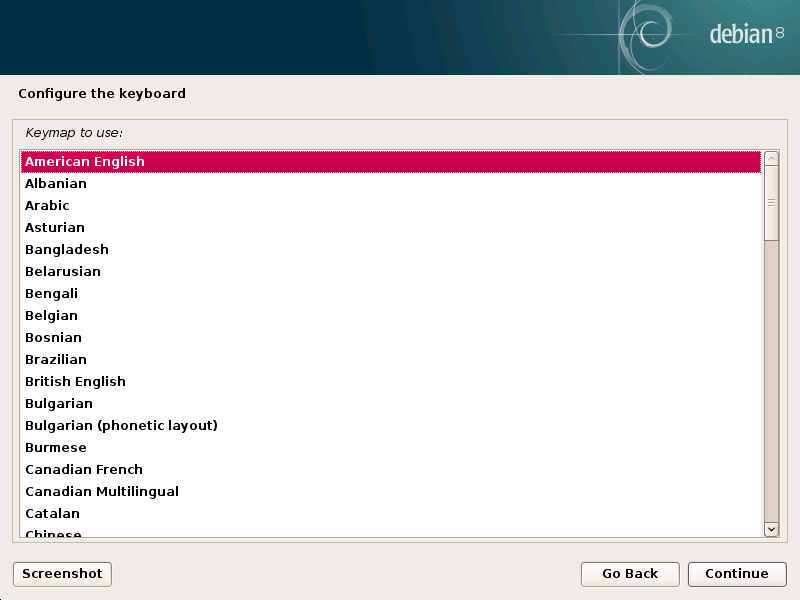 debian 8
Configure the keyboard
Keymap to use:
American English
Albanian
Arabic
Asturian
Bangladesh
Belarusian
Bengali
Belgian
Bosnian
Brazilian
British English
Bulgarian
Bulgarian (phonetic layout)
Burmese
Canadian French
Canadian Multilingual
Catalan
Chinese
Screenshot Go Back Continue